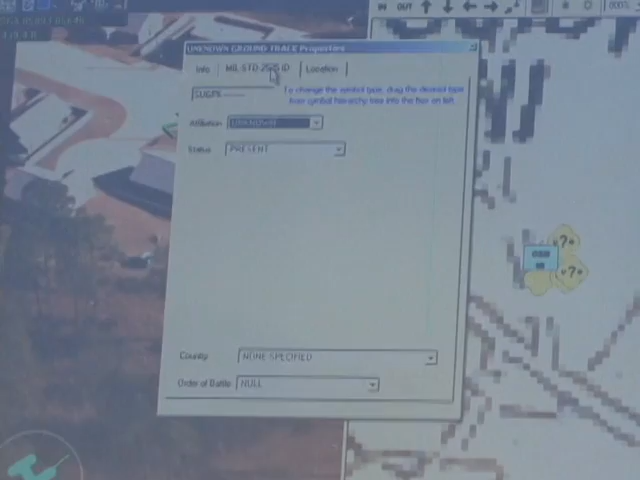 OUT
UNKNOWN GROUND TRACK Properties
Info
MIL STD-2525 ID
Location
To change the symbol type, drag the desired type
from symbol hierarchy tree into the box on left.
Affiliation
UNKNOWN
Status
PRESENT
Country
NONE SPECIFIED
Order of Battle
NULL
?
?